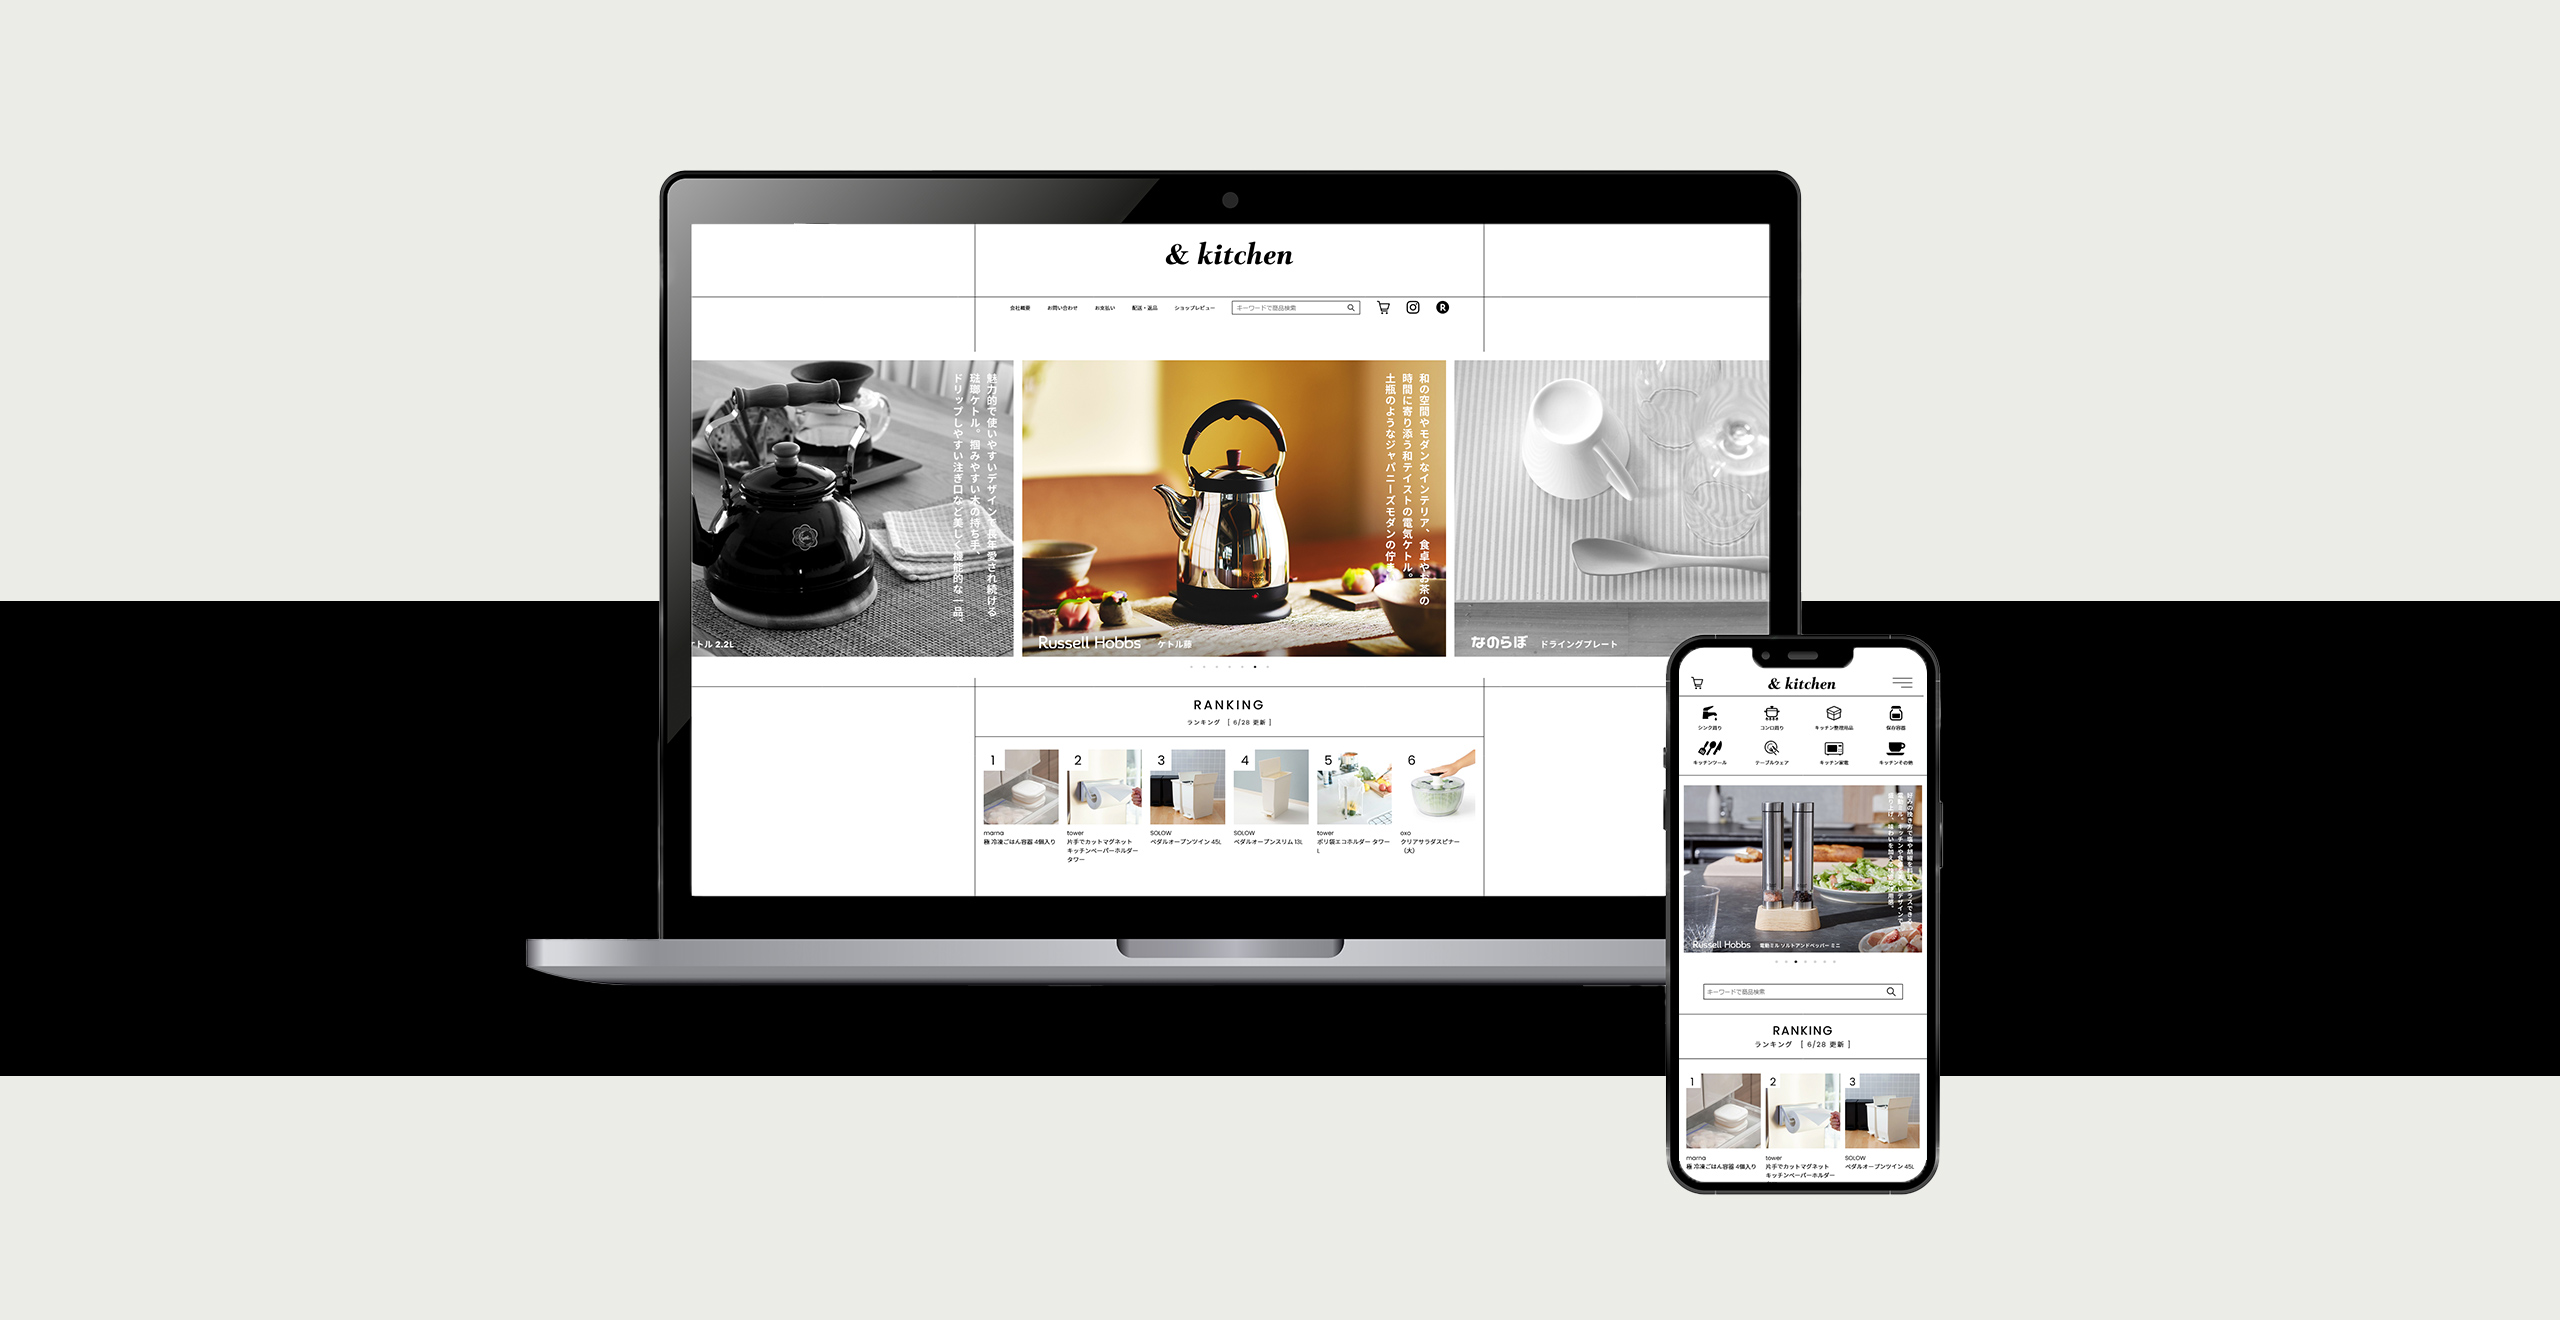 & kitchen
会社概要
お問い合わせ
お支払い
配送・返品
ショップレビュー
キーワードで商品検索
R
魅力的で使いやすいデザインで長年愛され続ける
琺瑯ケトル。掴みやすい木の持ち手、
ドリップしやすい注ぎ口など美しく機能的な一品。
ケトル 2.2L
和の空間やモダンなインテリア、食卓やお茶の
時間に寄り添う和テイストの電気ケトル。
土瓶のようなジャパニーズモダンの佇
Russell Hobbs ケトル藤
なのらぼ ドライングプレート
RANKING
ランキング [ 6/28 更新 ]
1
marna
極 冷凍ごはん容器 4個入り
2
tower
片手でカットマグネット
キッチンペーパーホルダー
タワー
3
SOLOW
ペダルオープンツイン 45L
4
SOLOW
ペダルオープンスリム 13L
5
tower
ポリ袋エコホルダー タワー
L
6
oxo
クリアサラダスピナー
（大）
& kitchen
シンク周り
コンロ周り
キッチン整理用品
保存容器
キッチンツール
テーブルウェア
キッチン家電
キッチンその他
Russell Hobbs 電動ミル ソルトアンドペッパー ミニ
キーワードで商品検索
RANKING
ランキング [ 6/28 更新 ]
1
marna
極 冷凍ごはん容器 4個入り
2
tower
片手でカットマグネット
キッチンペーパーホルダー
3
SOLOW
ペダルオープンツイン 45L